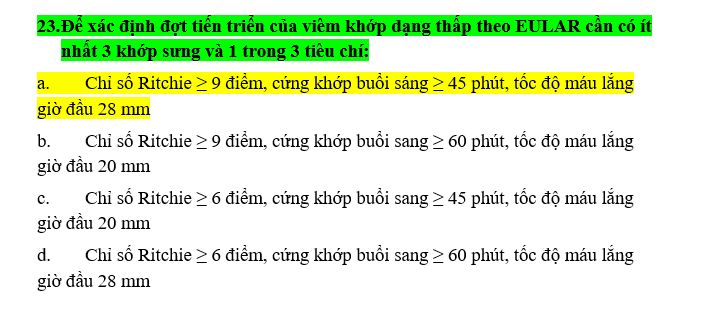 23.Để xác định đợt tiến triển của viêm khớp dạng thấp theo EULAR cần có ít
nhất 3 khớp sưng và 1 trong 3 tiêu chí:
a. Chỉ số Ritchie ≥ 9 điểm, cứng khớp buổi sáng ≥ 45 phút, tốc độ máu lắng
giờ đầu 28 mm
b. Chỉ số Ritchie ≥ 9 điểm, cứng khớp buổi sang ≥ 60 phút, tốc độ máu lắng
giờ đầu 20 mm
c. Chỉ số Ritchie ≥ 6 điểm, cứng khớp buổi sang ≥ 45 phút, tốc độ máu lắng
giờ đầu 20 mm
d. Chỉ số Ritchie ≥ 6 điểm, cứng khớp buổi sang ≥ 60 phút, tốc độ máu lắng
giờ đầu 28 mm